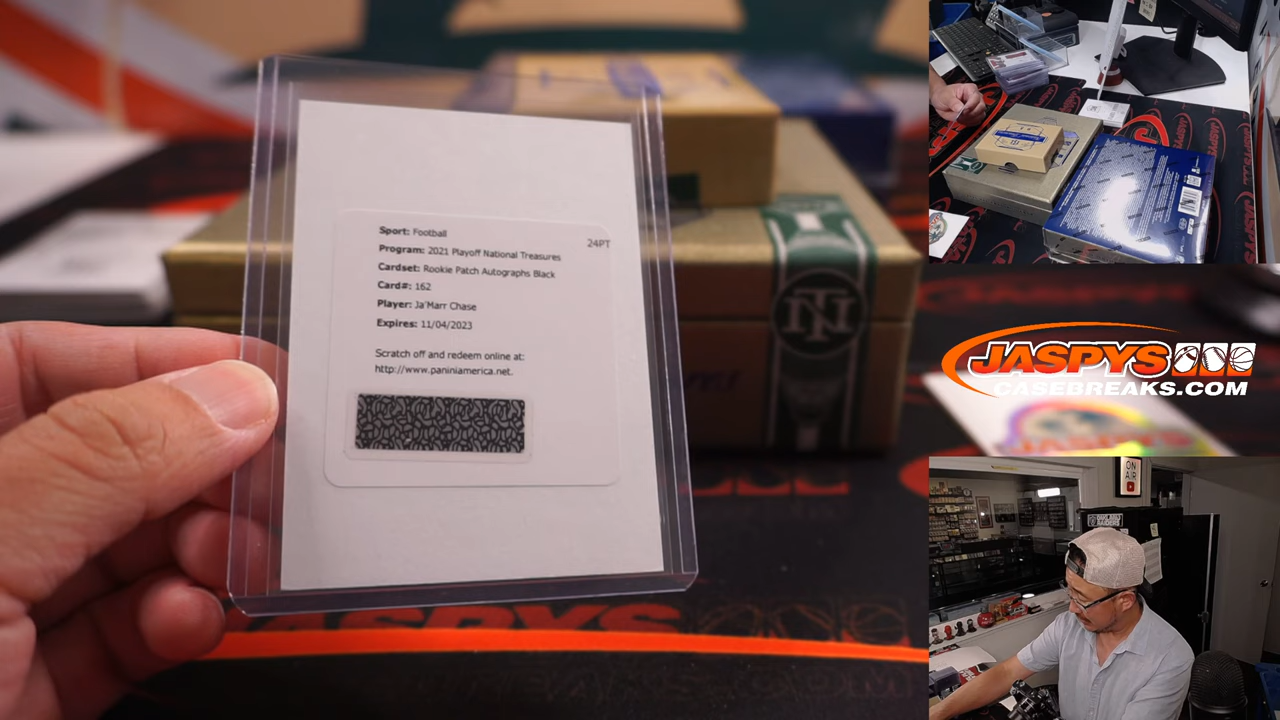 Sport: Football
24PT
Program: 2021 Playoff National Treasures
Cardset: Rookie Patch Autographs Black
Card#: 162
Player: Ja'Marr Chase
Expires: 11/04/2023
Scratch off and redeem online at:
http://www.paniniamerica.net.
NT
JASPYS
CASEBREAKS.COM
JASPYS
ON
AIR